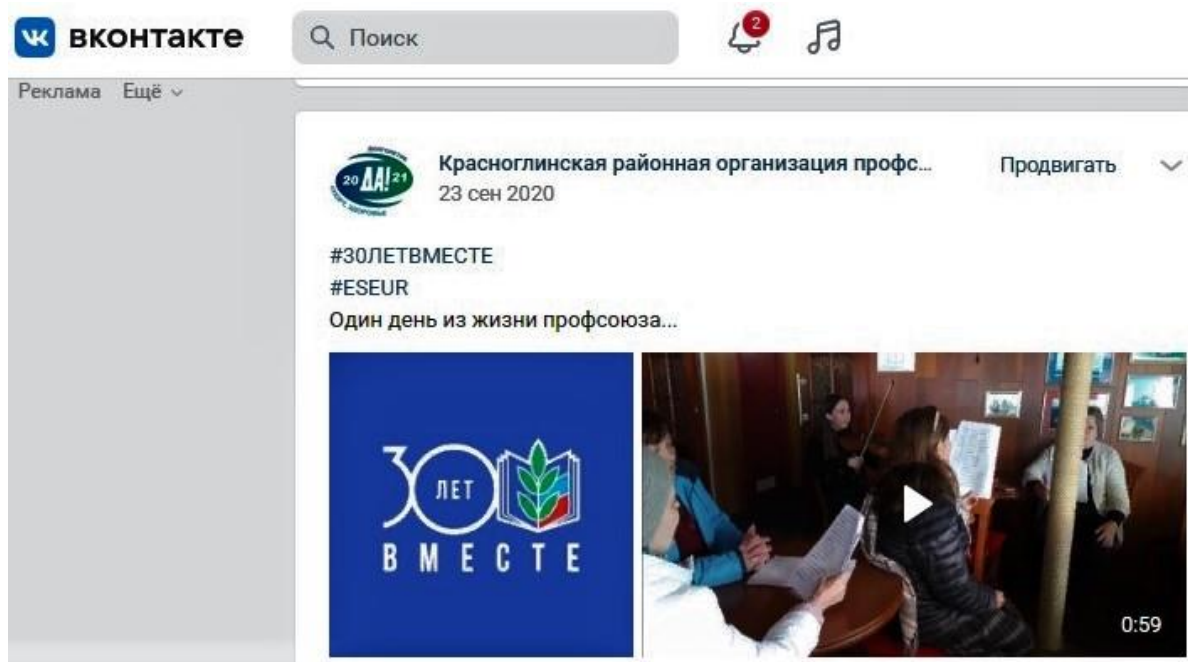 вконтакте
Поиск
2
Реклама Ещё
Красноглинская районная организация профс...
Продвигать
23 сен 2020
20 ДА! 21
#30ЛЕТВМЕСТЕ
#ESEUR
Один день из жизни профсоюза...
30
ЛЕТ
ВМЕСТЕ
0:59